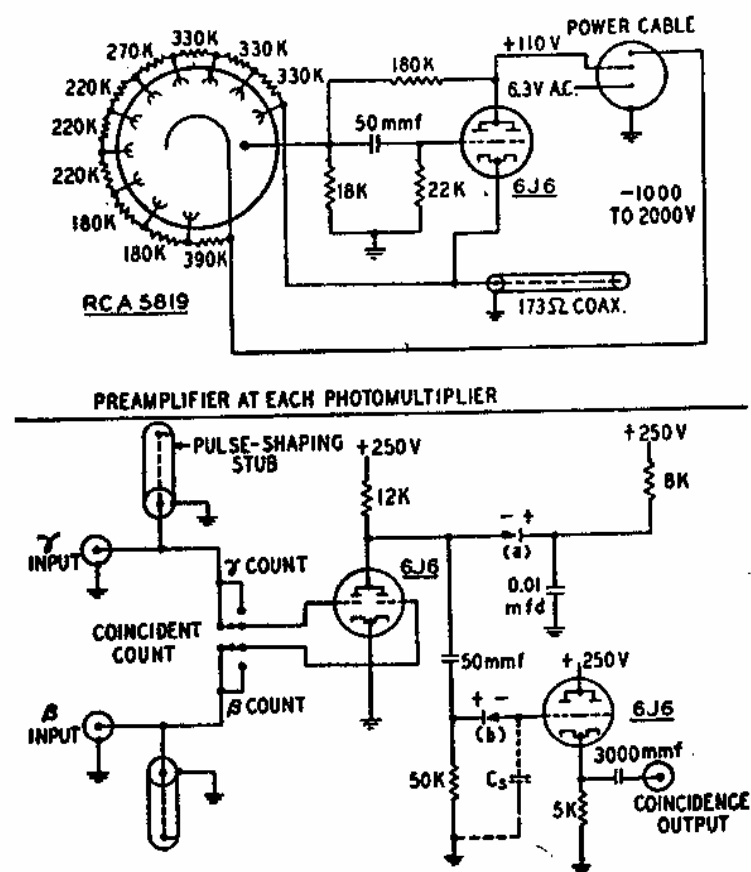 POWER CABLE
+110V
6.3V A.C.
330K
270K
330K
220K
330K
220K
220K
180K
180K
390K
180K
50mmf
18K
22K
6J6
-1000
TO 2000V
RCA 5819
173Ω COAX.
PREAMPLIFIER AT EACH PHOTOMULTIPLIER
PULSE-SHAPING
STUB
+250V
12K
+250V
8K
γ
INPUT
γ COUNT
COINCIDENT
COUNT
6J6
- +
(a)
0.01
mfd
β COUNT
β
INPUT
50mmf
+250V
+ -
(b)
6J6
50K
Cs
3000mmf
5K
COINCIDENCE
OUTPUT